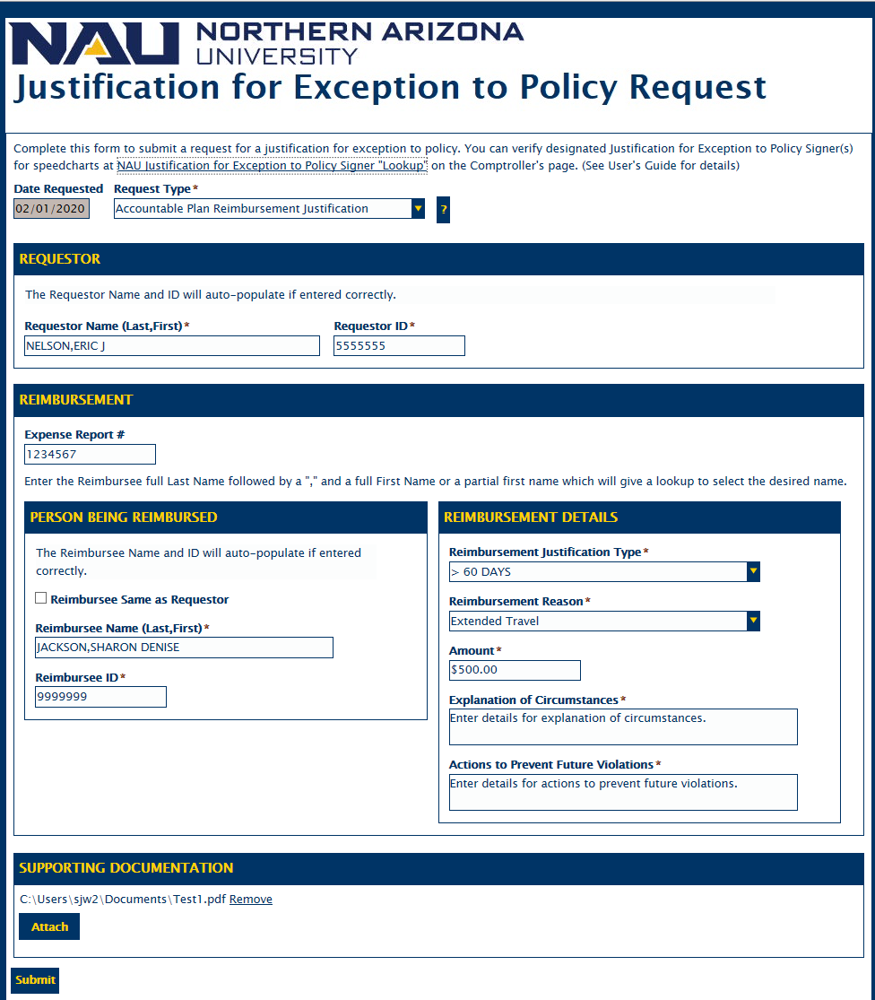 NAU NORTHERN ARIZONA
UNIVERSITY
Justification for Exception to Policy Request
Complete this form to submit a request for a justification for exception to policy. You can verify designated Justification for Exception to Policy Signer(s)
for speedcharts at NAU Justification for Exception to Policy Signer "Lookup" on the Comptroller's page. (See User's Guide for details)
Date Requested Request Type*
02/01/2020 Accountable Plan Reimbursement Justification ?
REQUESTOR
The Requestor Name and ID will auto-populate if entered correctly.
Requestor Name (Last,First)* Requestor ID*
NELSON,ERIC J 5555555
REIMBURSEMENT
Expense Report #
1234567
Enter the Reimbursee full Last Name followed by a "," and a full First Name or a partial first name which will give a lookup to select the desired name.
PERSON BEING REIMBURSED
The Reimbursee Name and ID will auto-populate if entered
correctly.
Reimbursee Same as Requestor
Reimbursee Name (Last,First)*
JACKSON,SHARON DENISE
Reimbursee ID*
9999999
REIMBURSEMENT DETAILS
Reimbursement Justification Type*
> 60 DAYS
Reimbursement Reason*
Extended Travel
Amount*
$500.00
Explanation of Circumstances*
Enter details for explanation of circumstances.
Actions to Prevent Future Violations*
Enter details for actions to prevent future violations.
SUPPORTING DOCUMENTATION
C:\Users\sjw2\Documents\Test1.pdf Remove
Attach
Submit